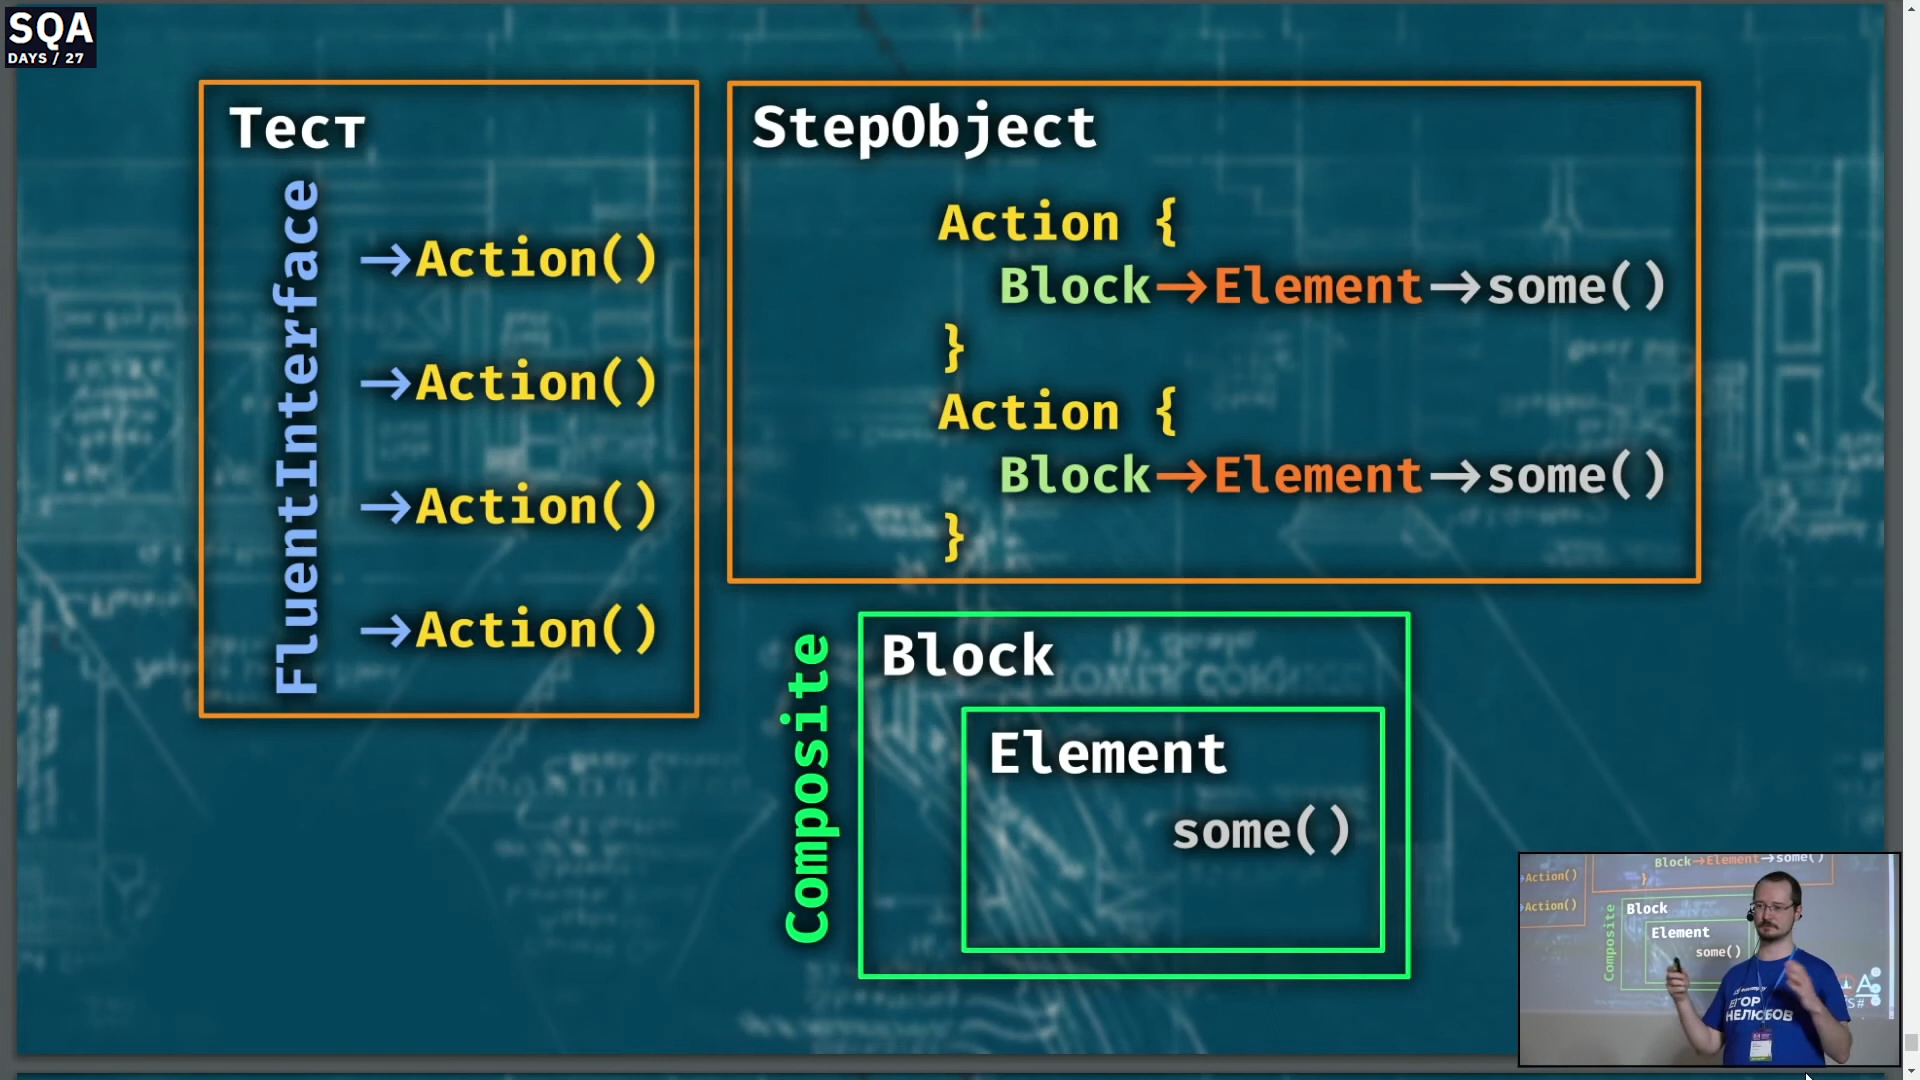 SQA
DAYS / 27
Тест
FluentInterface
→Action()
→Action()
→Action()
→Action()
StepObject
Action {
Block→Element→some()
}
Action {
Block→Element→some()
}
Composite
Block
Element
some()
Block→Element→some()
}
Action()
Action()
Composite
Block
Element
some()
ЕГОР
НЕЛЮБОВ